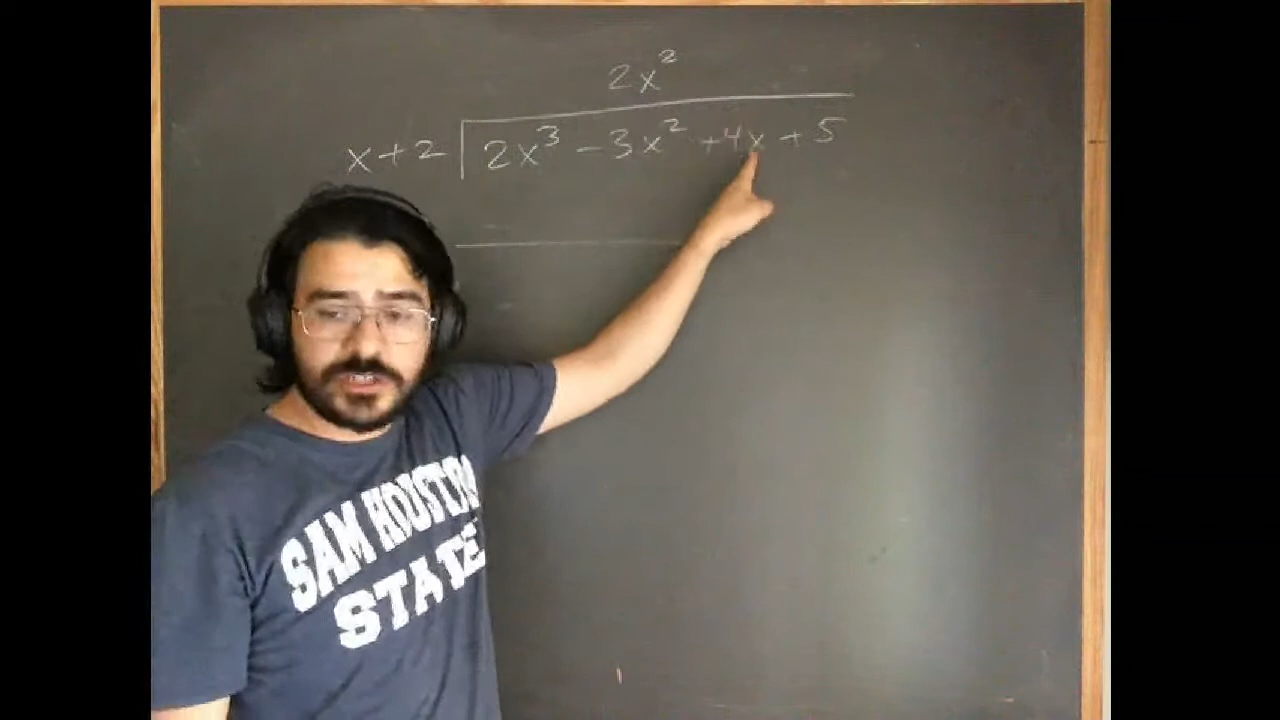 2x²
x+2 2x³ -3x² +4x +5
SAM HOUSTON
STATE